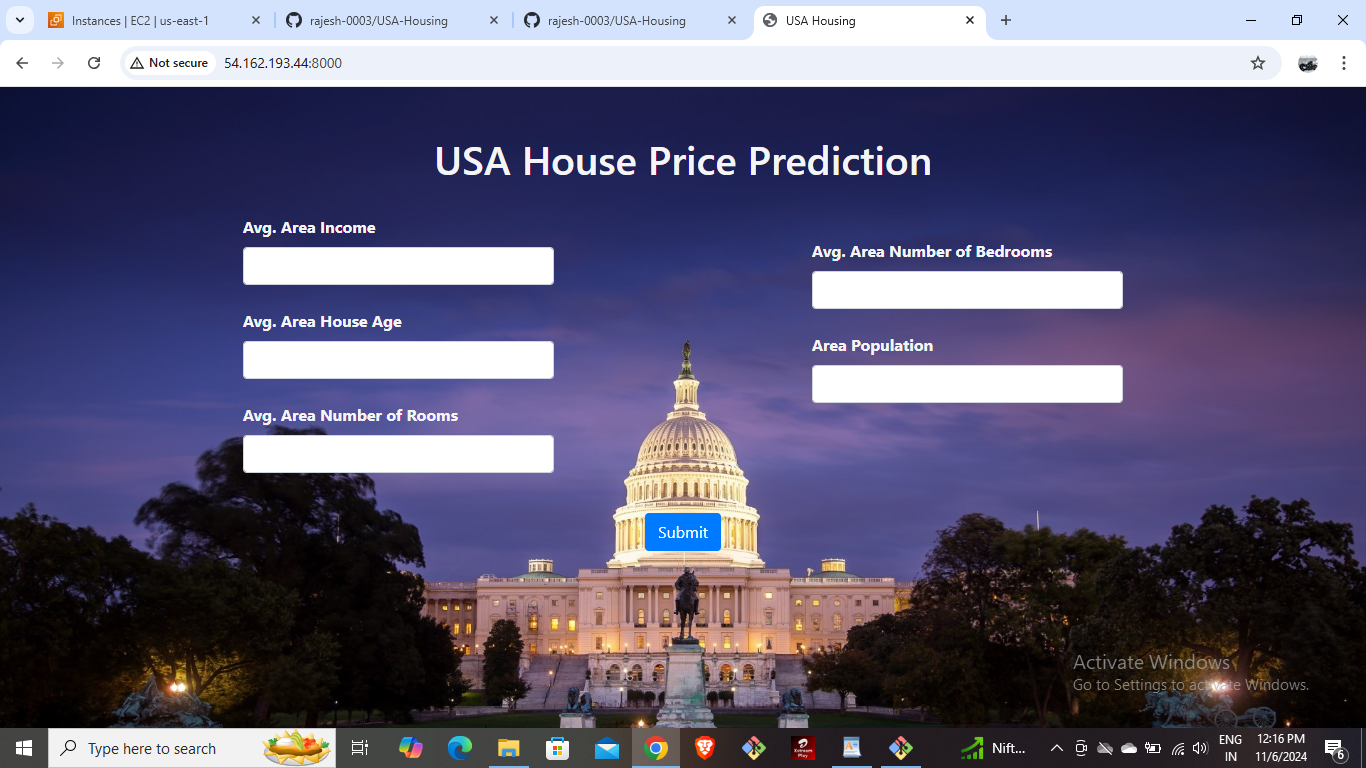 Instances | EC2 | us-east-1
rajesh-0003/USA-Housing
rajesh-0003/USA-Housing
USA Housing
Not secure
54.162.193.44:8000
USA House Price Prediction
Avg. Area Income
Avg. Area Number of Bedrooms
Avg. Area House Age
Area Population
Avg. Area Number of Rooms
Submit
Activate Windows
Go to Settings to activate Windows.
Type here to search
Xstream
Play
Nift...
ENG
IN
12:16 PM
11/6/2024
6